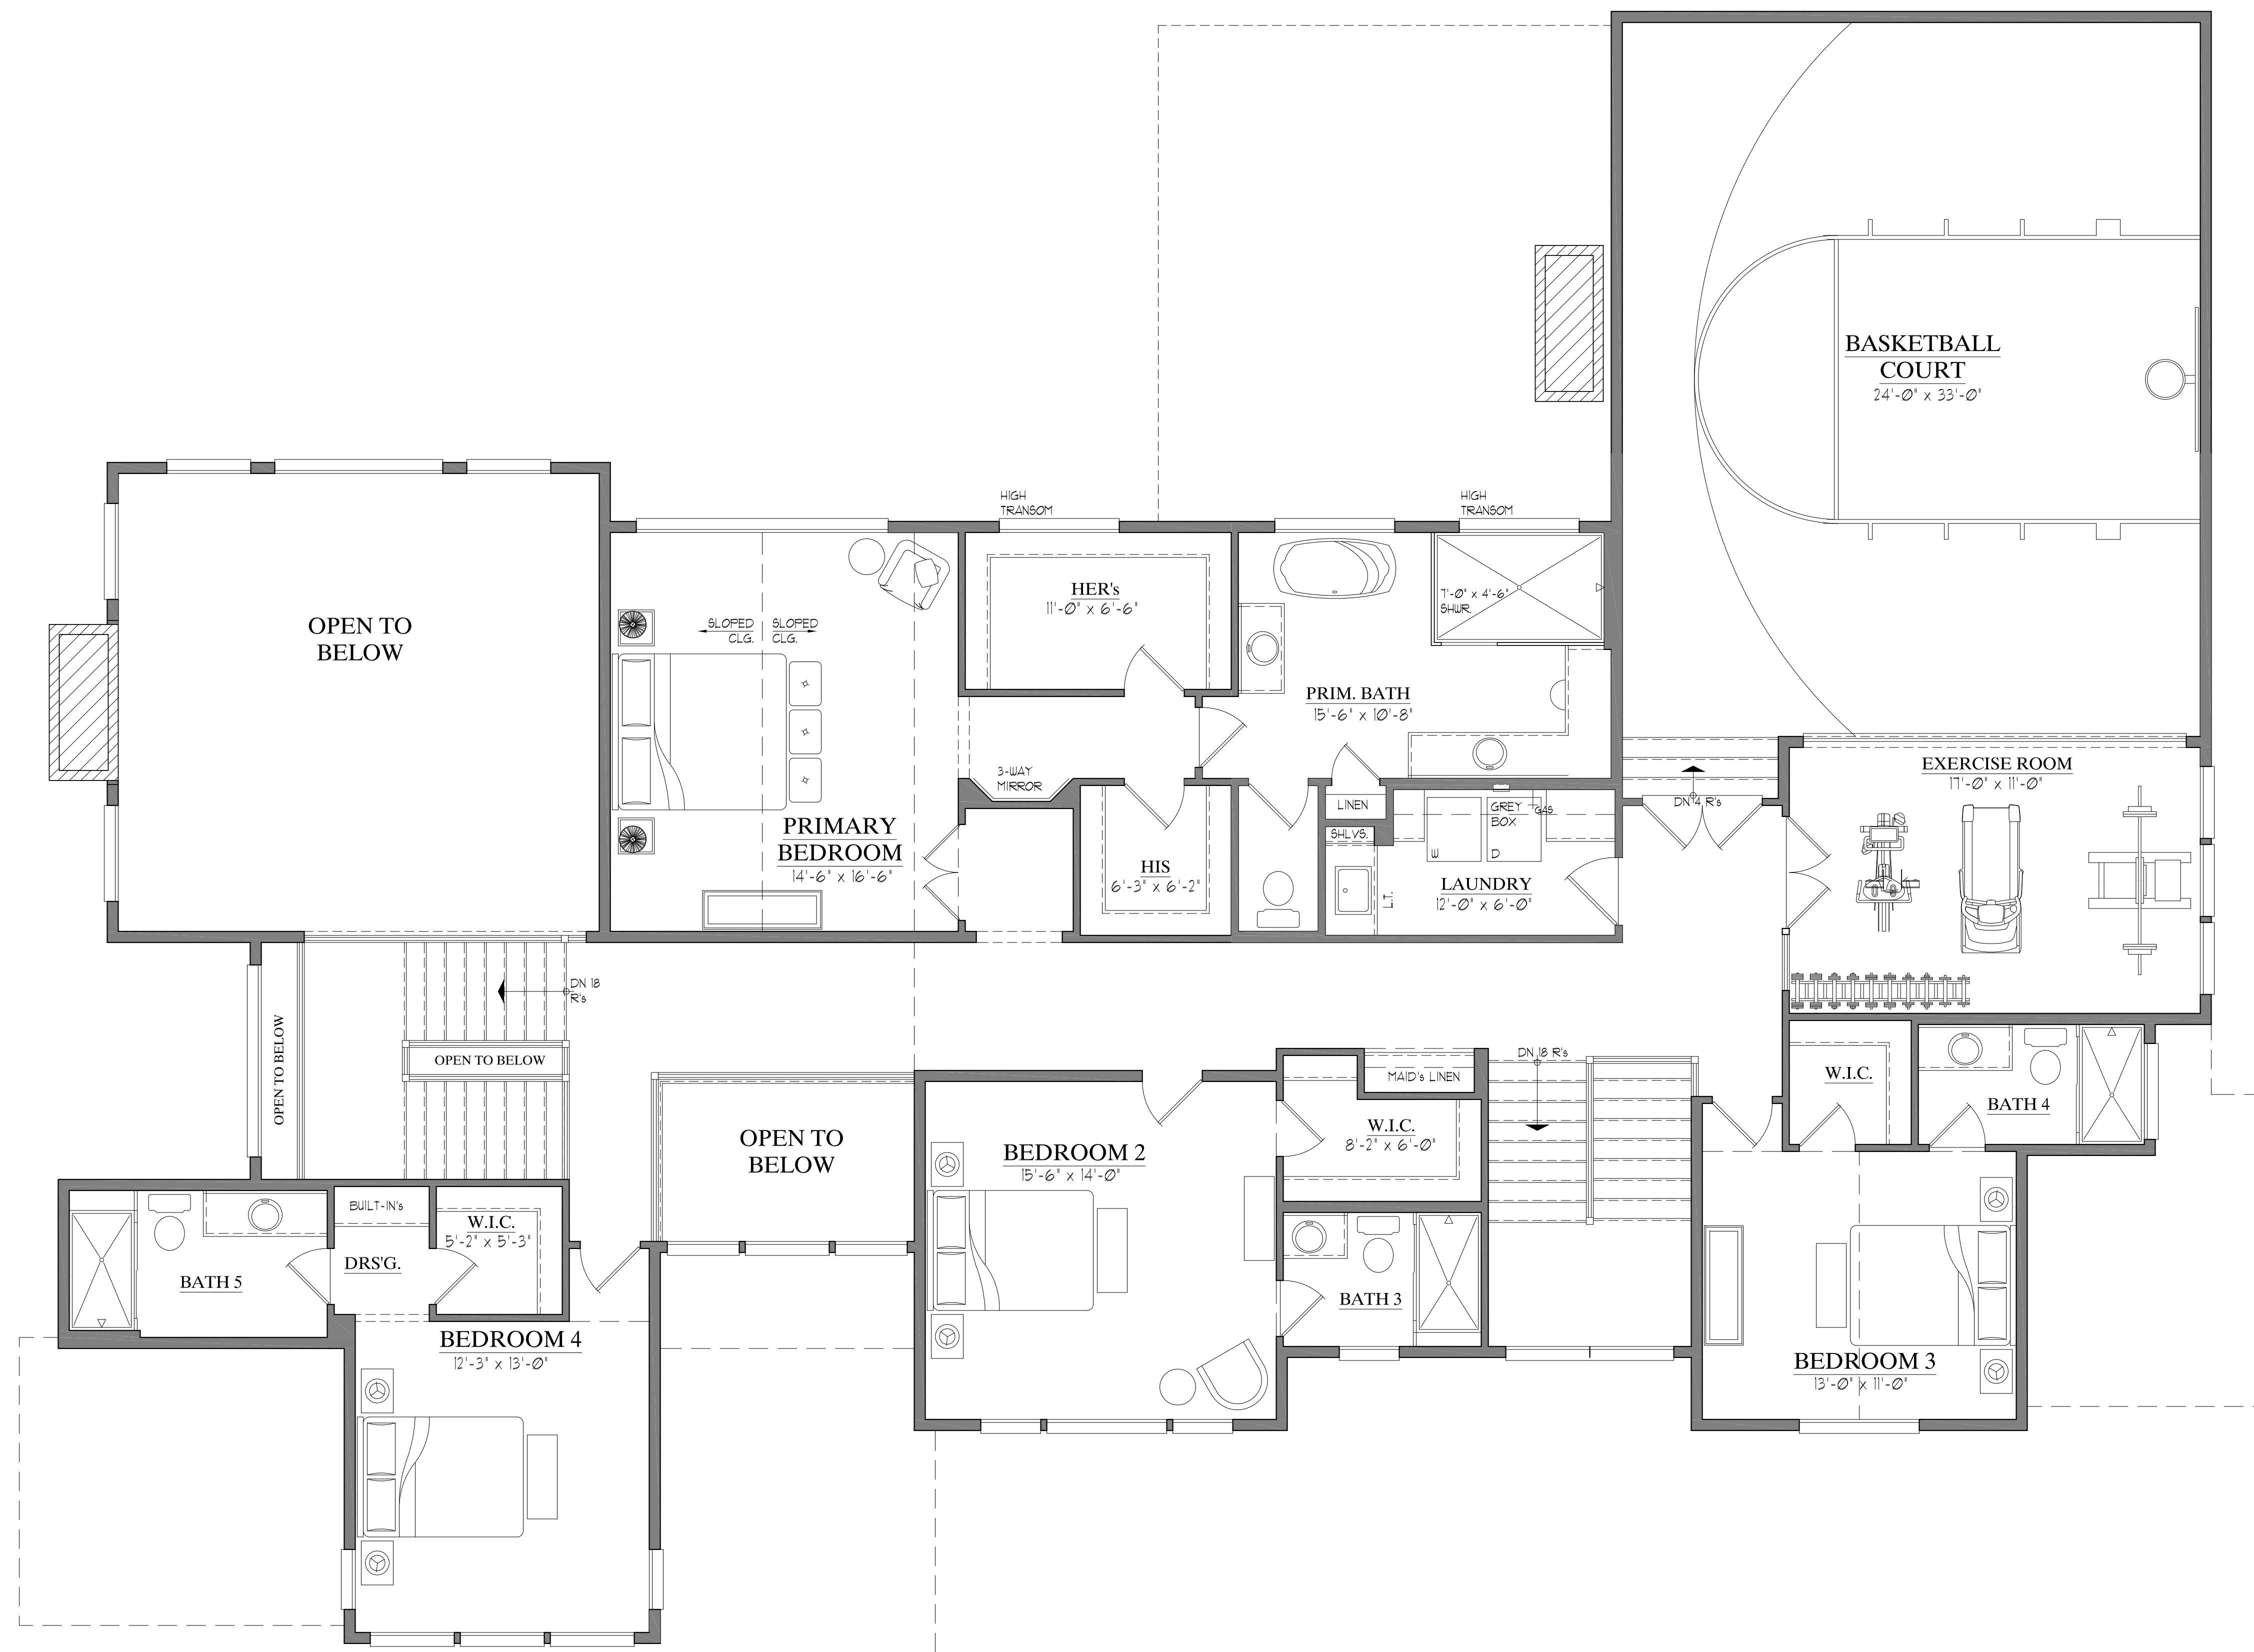 BASKETBALL
COURT
24'-0" x 33'-0"
HIGH
TRANSOM
HIGH
TRANSOM
OPEN TO
BELOW
SLOPED
CLG.
SLOPED
CLG.
HER's
11'-0" x 6'-6"
7'-0" x 4'-6"
SHWR.
PRIM. BATH
15'-6" x 10'-8"
3-WAY
MIRROR
PRIMARY
BEDROOM
14'-6" x 16'-6"
HIS
6'-3" x 6'-2"
LINEN
SHLVS.
W
D
GREY
BOX
GAS
L.T.
LAUNDRY
12'-0" x 6'-0"
DN 4 R's
EXERCISE ROOM
17'-0" x 11'-0"
DN 18
R's
OPEN TO BELOW
OPEN TO BELOW
OPEN TO
BELOW
BEDROOM 2
15'-6" x 14'-0"
MAID's LINEN
W.I.C.
8'-2" x 6'-0"
DN 18 R's
W.I.C.
BATH 4
BUILT-IN's
W.I.C.
5'-2" x 5'-3"
DRS'G.
BATH 5
BATH 3
BEDROOM 4
12'-3" x 13'-0"
BEDROOM 3
13'-0" x 11'-0"